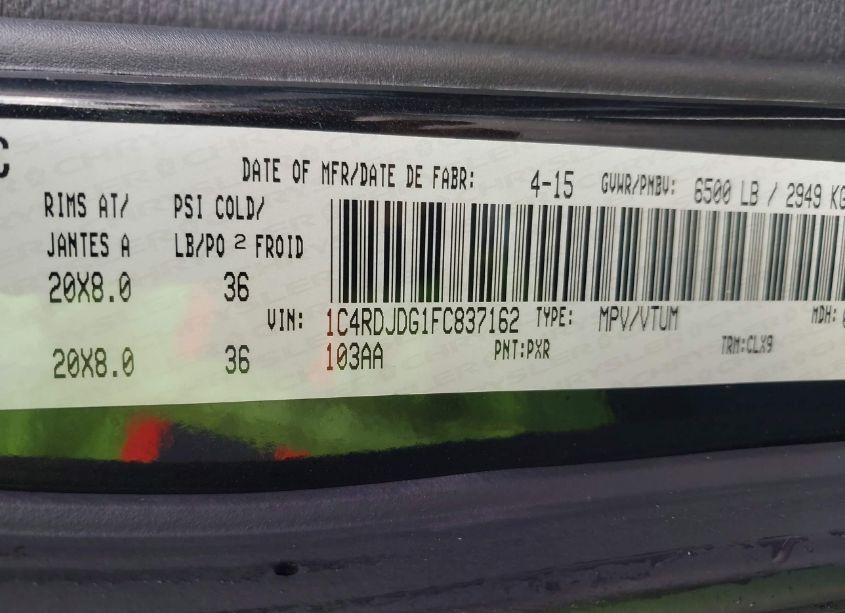 C
DATE OF MFR/DATE DE FABR: 4-15 GVWR/PNBV: 6500 LB / 2949 KG
RIMS AT/ PSI COLD/
JANTES A LB/PO 2 FROID
20X8.0 36
VIN: 1C4RDJDG1FC837162 TYPE: MPV/VTUM MDH:
20X8.0 36 103AA PNT:PXR TRM:CLX9